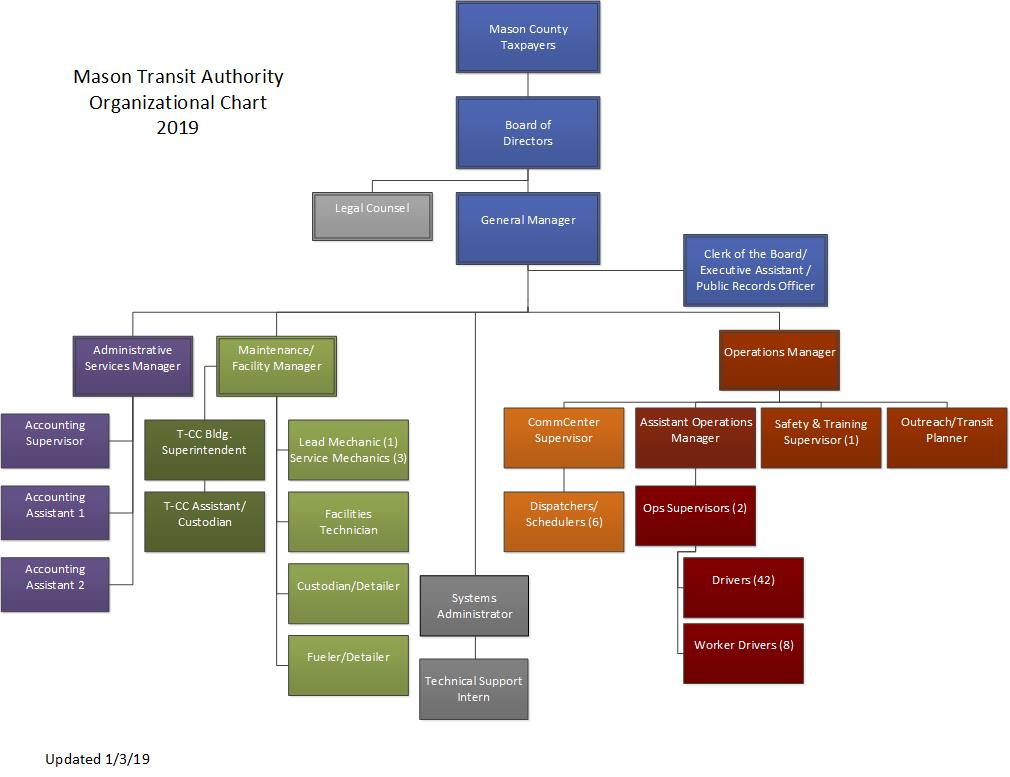 Mason County
Taxpayers
Mason Transit Authority
Organizational Chart
2019
Board of
Directors
Legal Counsel
General Manager
Clerk of the Board/
Executive Assistant /
Public Records Officer
Administrative
Services Manager
Maintenance/
Facility Manager
Operations Manager
Accounting
Supervisor
Accounting
Assistant 1
Accounting
Assistant 2
T-CC Bldg.
Superintendent
T-CC Assistant/
Custodian
Lead Mechanic (1)
Service Mechanics (3)
Facilities
Technician
Custodian/Detailer
Fueler/Detailer
Systems
Administrator
Technical Support
Intern
CommCenter
Supervisor
Dispatchers/
Schedulers (6)
Assistant Operations
Manager
Ops Supervisors (2)
Drivers (42)
Worker Drivers (8)
Safety & Training
Supervisor (1)
Outreach/Transit
Planner
Updated 1/3/19